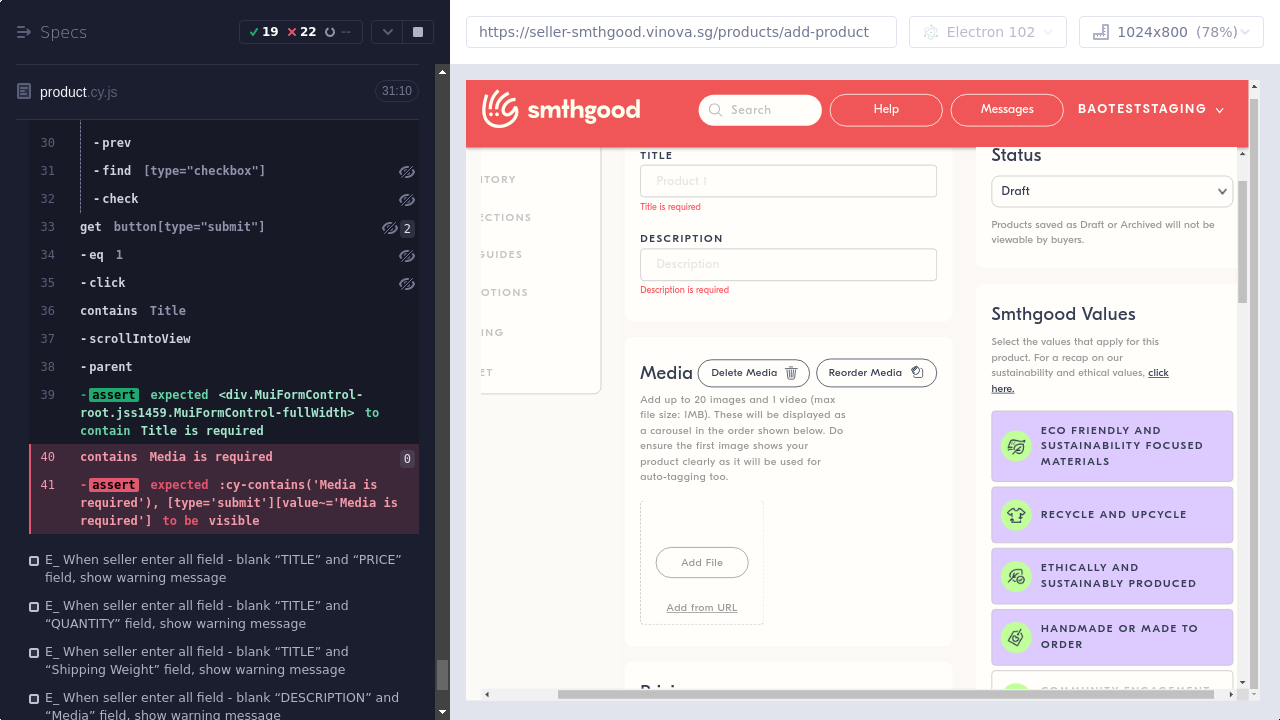 Specs
19 22 --
product.cy.js 31:10
30 -prev
31 -find [type="checkbox"]
32 -check
33 get button[type="submit"] 2
34 -eq 1
35 -click
36 contains Title
37 -scrollIntoView
38 -parent
39 -assert expected <div.MuiFormControl-
root.jss1459.MuiFormControl-fullWidth> to
contain Title is required
40 contains Media is required 0
41 -assert expected :cy-contains('Media is
required'), [type='submit'][value~='Media is
required'] to be visible
E_ When seller enter all field - blank “TITLE” and “PRICE”
field, show warning message
E_ When seller enter all field - blank “TITLE” and
“QUANTITY” field, show warning message
E_ When seller enter all field - blank “TITLE” and
“Shipping Weight” field, show warning message
E_ When seller enter all field - blank “DESCRIPTION” and
“Media” field, show warning message
https://seller-smthgood.vinova.sg/products/add-product
Electron 102
1024x800 (78%)
smthgood
Search
Help
Messages
BAOTESTSTAGING
TORY
ECTIONS
GUIDES
OTIONS
ING
ET
TITLE
Product 1
Title is required
DESCRIPTION
Description
Description is required
Media
Delete Media
Reorder Media
Add up to 20 images and 1 video (max
file size: 1MB). These will be displayed as
a carousel in the order shown below. Do
ensure the first image shows your
product clearly as it will be used for
auto-tagging too.
Add File
Add from URL
Status
Draft
Products saved as Draft or Archived will not be
viewable by buyers.
Smthgood Values
Select the values that apply for this
product. For a recap on our
sustainability and ethical values, click
here.
ECO FRIENDLY AND
SUSTAINABILITY FOCUSED
MATERIALS
RECYCLE AND UPCYCLE
ETHICALLY AND
SUSTAINABLY PRODUCED
HANDMADE OR MADE TO
ORDER
COMMUNITY ENGAGEMENT